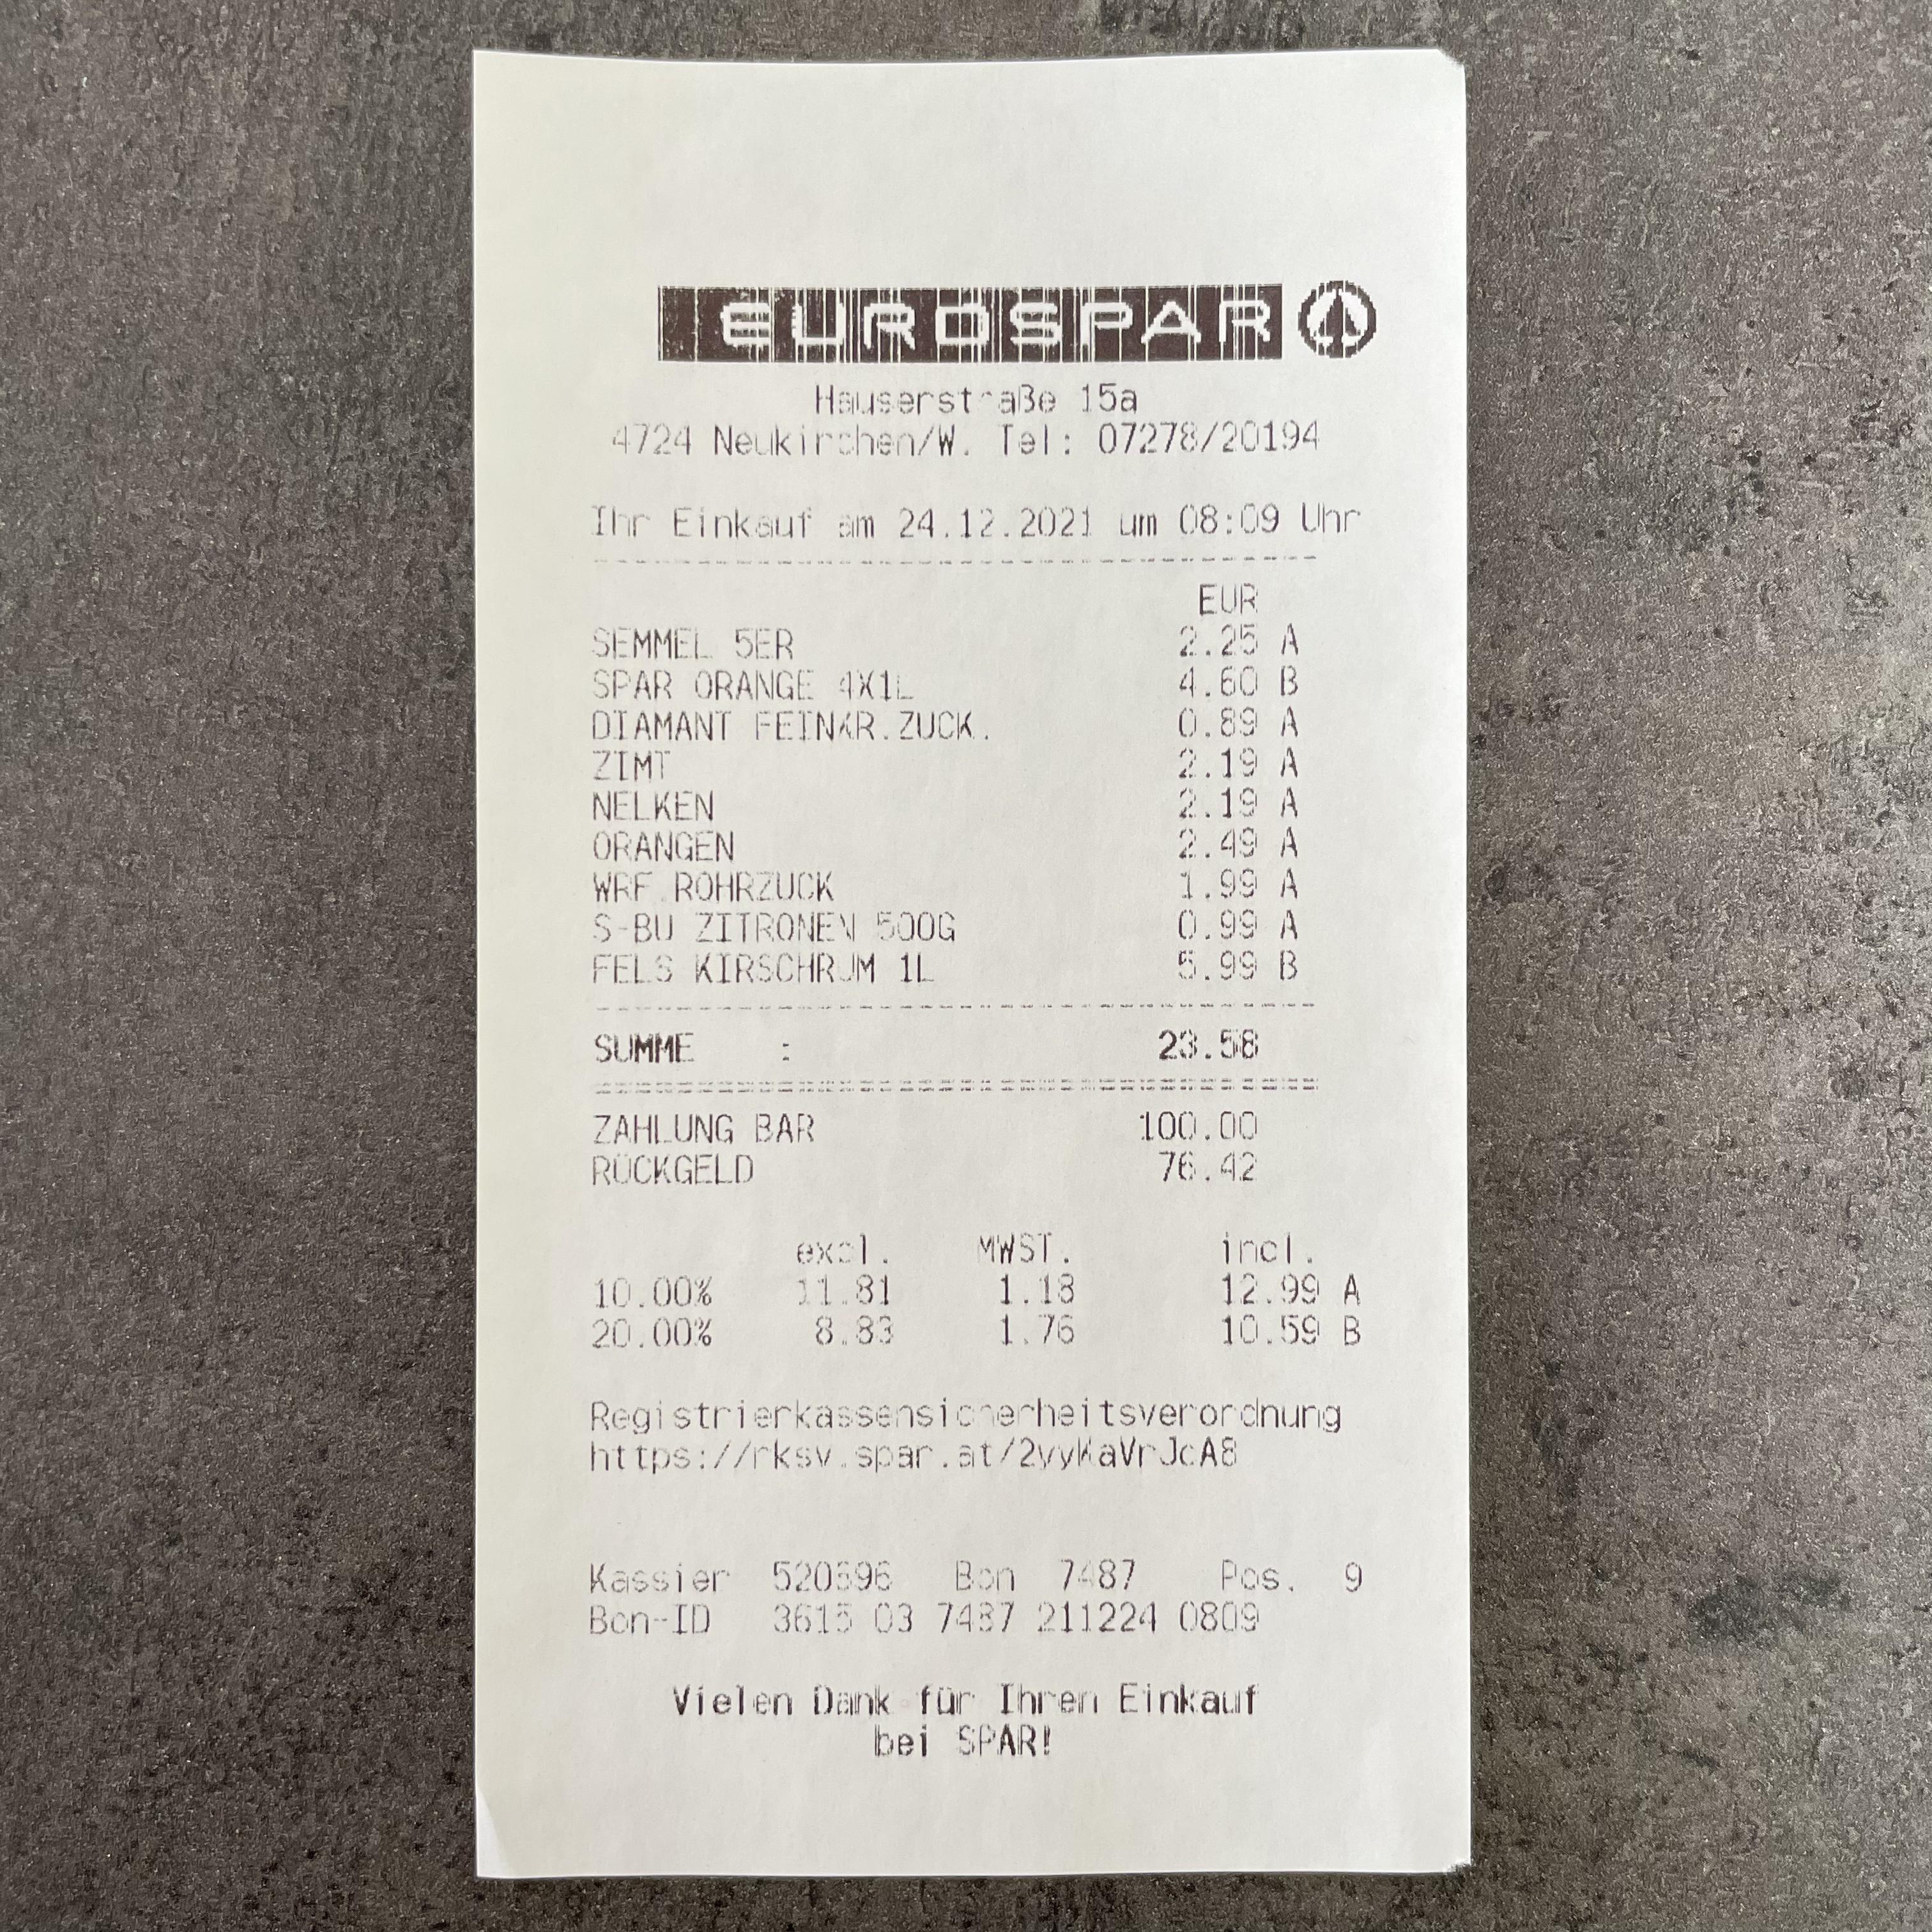 EUROSPAR
Hauserstraße 15a
4724 Neukirchen/W. Tel: 07278/20194
Ihr Einkauf am 24.12.2021 um 08:09 Uhr
EUR
SEMMEL 5ER 2.25 A
SPAR ORANGE 4X1L 4.60 B
DIAMANT FEINKR.ZUCK. 0.89 A
ZIMT 2.19 A
NELKEN 2.19 A
ORANGEN 2.49 A
WRF.ROHRZUCK 1.99 A
S-BU ZITRONEN 500G 0.99 A
FELS KIRSCHRUM 1L 5.99 B
SUMME : 23.58
ZAHLUNG BAR 100.00
RÜCKGELD 76.42
excl. MWST. incl.
10.00% 11.81 1.18 12.99 A
20.00% 8.83 1.76 10.59 B
Registrierkassensicherheitsverordnung
https://rksv.spar.at/2yyKaVrJcA8
Kassier 520596 Bon 7487 Pos. 9
Bon-ID 3615 03 7487 211224 0809
Vielen Dank für Ihren Einkauf
bei SPAR!